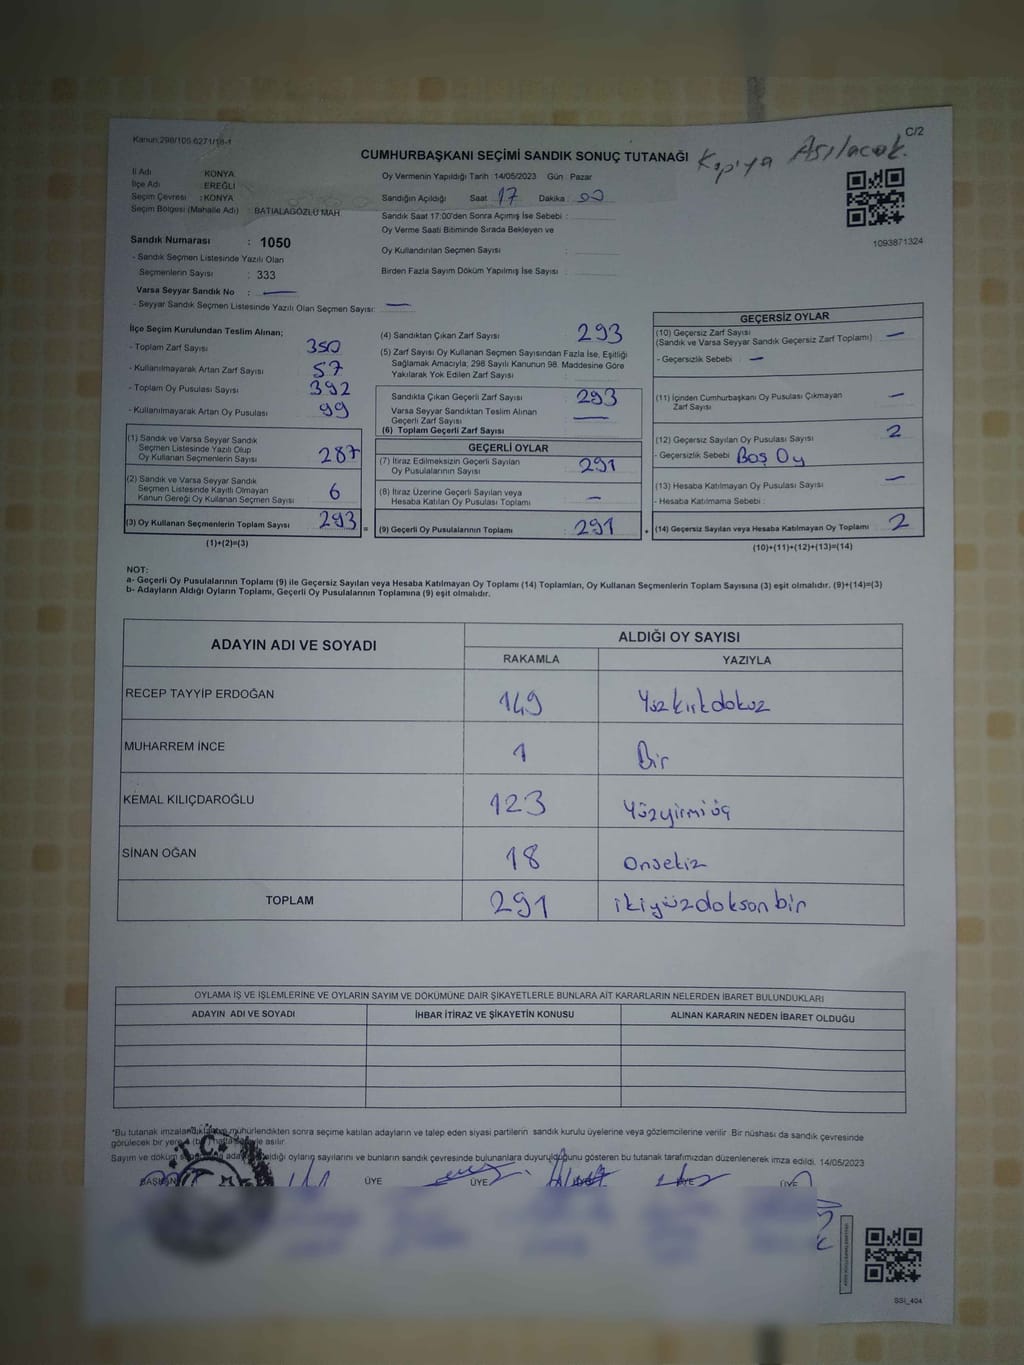 Kanun:298/105 6271/18-1
C/2
CUMHURBAŞKANI SEÇİMİ SANDIK SONUÇ TUTANAĞI
Kapıya Asılacak.
İl Adı KONYA
İlçe Adı EREĞLİ
Seçim Çevresi : KONYA
Seçim Bölgesi (Mahalle Adı) : BATIALAGÖZLÜ MAH
Oy Vermenin Yapıldığı Tarih :14/05/2023 Gün Pazar
Sandığın Açıldığı Saat 17 Dakika : 00
Sandık Saat 17:00'den Sonra Açımış İse Sebebi :
Oy Verme Saati Bitiminde Sırada Bekleyen ve
Oy Kullandırılan Seçmen Sayısı :
Birden Fazla Sayım Döküm Yapılmış İse Sayısı :
1093871324
Sandık Numarası : 1050
- Sandık Seçmen Listesinde Yazılı Olan
Seçmenlerin Sayısı : 333
Varsa Seyyar Sandık No : —
- Seyyar Sandık Seçmen Listesinde Yazılı Olan Seçmen Sayısı: —
İlçe Seçim Kurulundan Teslim Alınan;
- Toplam Zarf Sayısı 350
- Kullanılmayarak Artan Zarf Sayısı 57
- Toplam Oy Pusulası Sayısı 392
- Kullanılmayarak Artan Oy Pusulası 99
(1) Sandık ve Varsa Seyyar Sandık
Seçmen Listesinde Yazılı Olup
Oy Kullanan Seçmenlerin Sayısı 287
(2) Sandık ve Varsa Seyyar Sandık
Seçmen Listesinde Kayıtlı Olmayan
Kanun Gereği Oy Kullanan Seçmen Sayısı 6
(3) Oy Kullanan Seçmenlerin Toplam Sayısı 293 =
(1)+(2)=(3)
(4) Sandıktan Çıkan Zarf Sayısı 293
(5) Zarf Sayısı Oy Kullanan Seçmen Sayısından Fazla İse, Eşitliği
Sağlamak Amacıyla; 298 Sayılı Kanunun 98. Maddesine Göre
Yakılarak Yok Edilen Zarf Sayısı :
Sandıkta Çıkan Geçerli Zarf Sayısı 293
Varsa Seyyar Sandıktan Teslim Alınan
Geçerli Zarf Sayısı —
(6) Toplam Geçerli Zarf Sayısı
GEÇERLİ OYLAR
(7) İtiraz Edilmeksizin Geçerli Sayılan
Oy Pusulalarının Sayısı 291
(8) İtiraz Üzerine Geçerli Sayılan veya
Hesaba Katılan Oy Pusulası Toplamı —
(9) Geçerli Oy Pusulalarının Toplamı 291 +
GEÇERSİZ OYLAR
(10) Geçersiz Zarf Sayısı
(Sandık ve Varsa Seyyar Sandık Geçersiz Zarf Toplamı) —
- Geçersizlik Sebebi : —
(11) İçinden Cumhurbaşkanı Oy Pusulası Çıkmayan
Zarf Sayısı —
(12) Geçersiz Sayılan Oy Pusulası Sayısı 2
- Geçersizlik Sebebi Boş Oy
(13) Hesaba Katılmayan Oy Pusulası Sayısı —
- Hesaba Katılmama Sebebi :
(14) Geçersiz Sayılan veya Hesaba Katılmayan Oy Toplamı 2
(10)+(11)+(12)+(13)=(14)
NOT:
a- Geçerli Oy Pusulalarının Toplamı (9) ile Geçersiz Sayılan veya Hesaba Katılmayan Oy Toplamı (14) Toplamları, Oy Kullanan Seçmenlerin Toplam Sayısına (3) eşit olmalıdır. (9)+(14)=(3)
b- Adayların Aldığı Oyların Toplamı, Geçerli Oy Pusulalarının Toplamına (9) eşit olmalıdır.
ADAYIN ADI VE SOYADI
ALDIĞI OY SAYISI
RAKAMLA YAZIYLA
RECEP TAYYİP ERDOĞAN 149 Yüzkırkdokuz
MUHARREM İNCE 1 Bir
KEMAL KILIÇDAROĞLU 123 Yüzyirmiüç
SİNAN OĞAN 18 Onsekiz
TOPLAM 291 ikiyüzdoksonbir
OYLAMA İŞ VE İŞLEMLERİNE VE OYLARIN SAYIM VE DÖKÜMÜNE DAİR ŞİKAYETLERLE BUNLARA AİT KARARLARIN NELERDEN İBARET BULUNDUKLARI
ADAYIN ADI VE SOYADI İHBAR İTİRAZ VE ŞİKAYETİN KONUSU ALINAN KARARIN NEDEN İBARET OLDUĞU
*Bu tutanak imzalandıktan ve mühürlendikten sonra seçime katılan adayların ve talep eden siyasi partilerin sandık kurulu üyelerine veya gözlemcilerine verilir. Bir nüshası da sandık çevresinde
görülecek bir yere asılır.
Sayım ve döküm aldığı oyların sayılarını ve bunların sandık çevresinde bulunanlara duyurulduğunu gösteren bu tutanak tarafımızdan düzenlenerek imza edildi. 14/05/2023
BAŞKAN ÜYE ÜYE ÜYE ÜYE
T.C.
SSİ_404